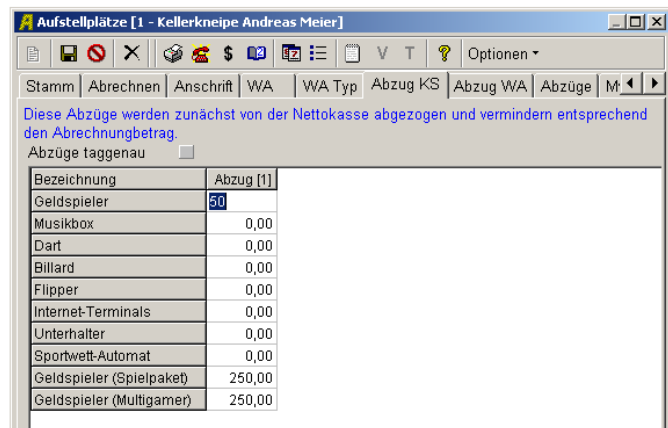 Aufstellplätze [1 - Kellerkneipe Andreas Meier]
$ V T ? Optionen
Stamm Abrechnen Anschrift WA WA Typ Abzug KS Abzug WA Abzüge
Diese Abzüge werden zunächst von der Nettokasse abgezogen und vermindern entsprechend
den Abrechnungbetrag.
Abzüge taggenau
Bezeichnung Abzug [1]
Geldspieler 50
Musikbox 0,00
Dart 0,00
Billard 0,00
Flipper 0,00
Internet-Terminals 0,00
Unterhalter 0,00
Sportwett-Automat 0,00
Geldspieler (Spielpaket) 250,00
Geldspieler (Multigamer) 250,00